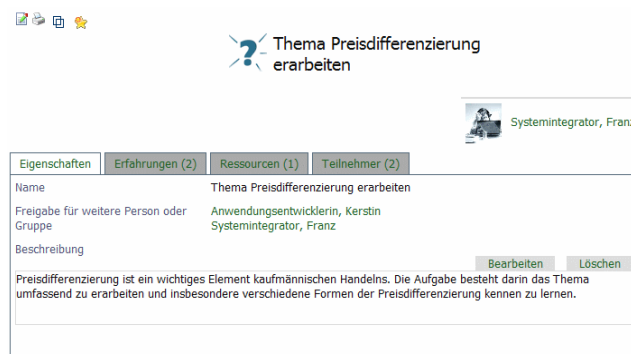 Thema Preisdifferenzierung
erarbeiten
Systemintegrator, Franz
Eigenschaften
Erfahrungen (2)
Ressourcen (1)
Teilnehmer (2)
Name
Thema Preisdifferenzierung erarbeiten
Freigabe für weitere Person oder
Gruppe
Anwendungsentwicklerin, Kerstin
Systemintegrator, Franz
Beschreibung
Bearbeiten
Löschen
Preisdifferenzierung ist ein wichtiges Element kaufmännischen Handelns. Die Aufgabe besteht darin das Thema
umfassend zu erarbeiten und insbesondere verschiedene Formen der Preisdifferenzierung kennen zu lernen.